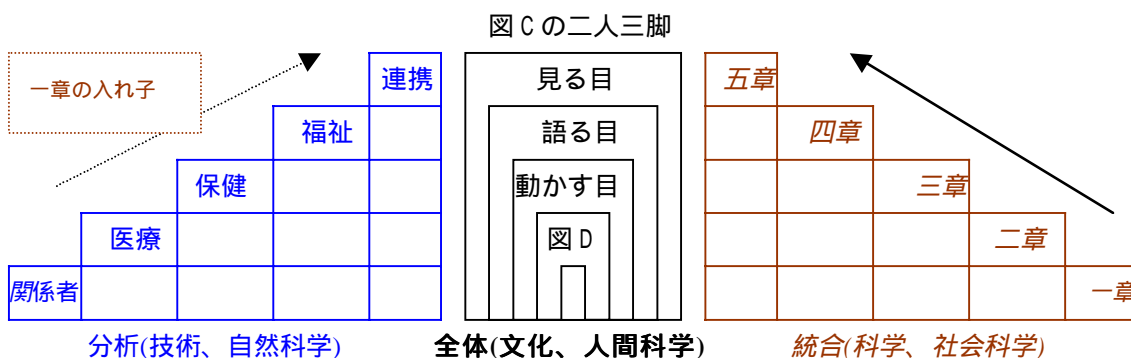 図Cの二人三脚
一章の入れ子
連携
福祉
保健
医療
関係者
見る目
語る目
動かす目
図D
五章
四章
三章
二章
一章
分析(技術、自然科学)
全体(文化、人間科学)
統合(科学、社会科学)